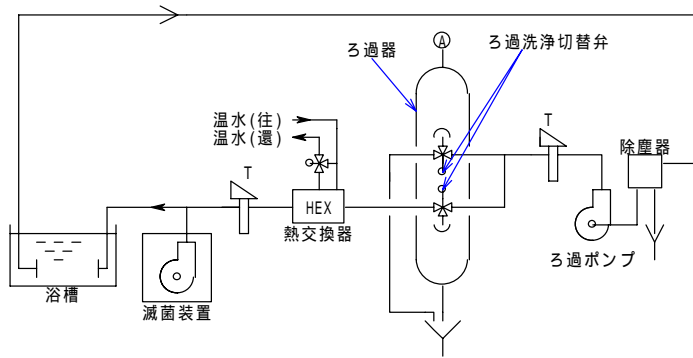 Ⓐ
ろ過器
ろ過洗浄切替弁
温水(往)
温水(還)
T
除塵器
T
HEX
熱交換器
ろ過ポンプ
浴槽
滅菌装置